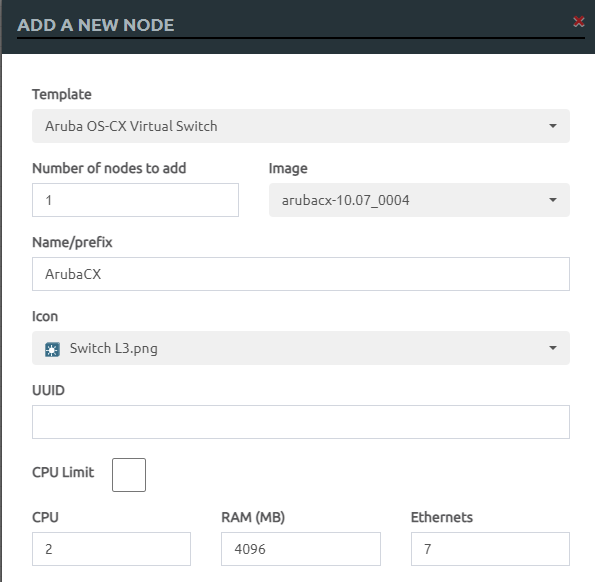 ADD A NEW NODE
Template
Aruba OS-CX Virtual Switch
Number of nodes to add Image
1 arubacx-10.07_0004
Name/prefix
ArubaCX
Icon
Switch L3.png
UUID
CPU Limit
CPU RAM (MB) Ethernets
2 4096 7